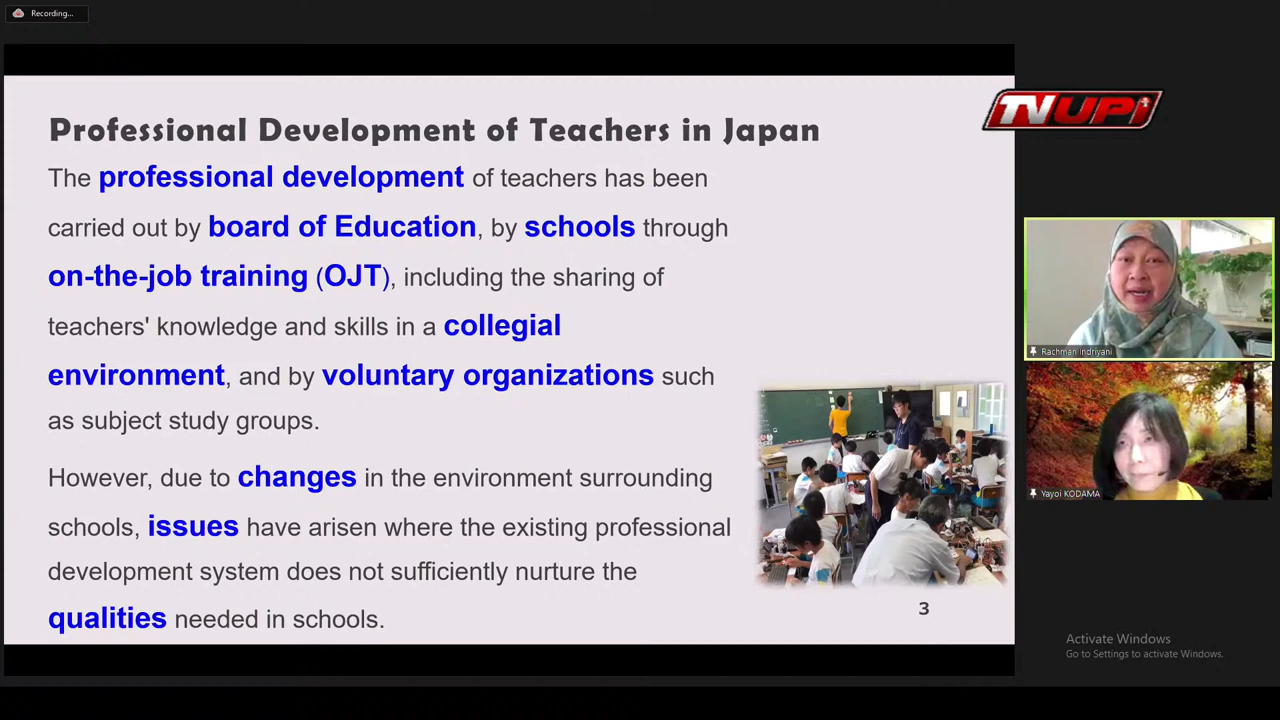 Recording...
Professional Development of Teachers in Japan
The professional development of teachers has been
carried out by board of Education, by schools through
on-the-job training (OJT), including the sharing of
teachers' knowledge and skills in a collegial
environment, and by voluntary organizations such
as subject study groups.
However, due to changes in the environment surrounding
schools, issues have arisen where the existing professional
development system does not sufficiently nurture the
qualities needed in schools.
3
TVUPI
Rachman Indriyani
Yayoi KODAMA
Activate Windows
Go to Settings to activate Windows.